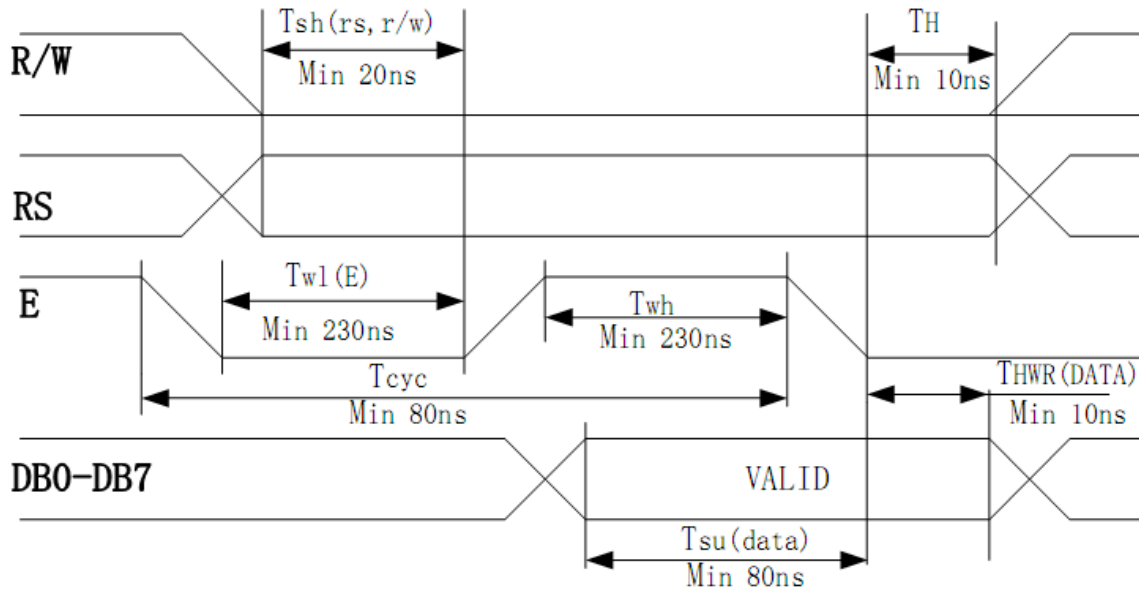 Tsh(rs,r/w)
TH
R/W
Min 20ns
Min 10ns
RS
Twl(E)
E
Twh
Min 230ns
Min 230ns
Tcyc
THWR(DATA)
Min 80ns
Min 10ns
DB0-DB7
VALID
Tsu(data)
Min 80ns